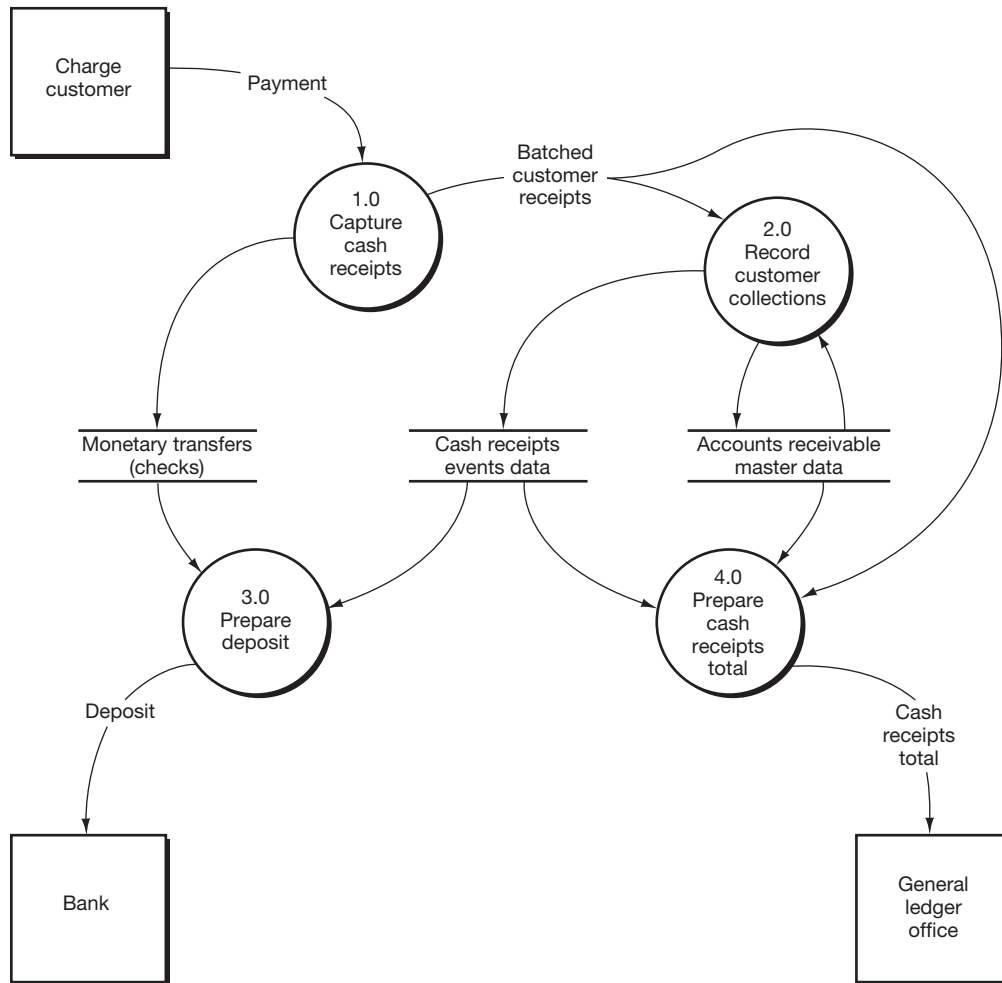 Charge
customer
Payment
Batched
customer
receipts
1.0
Capture
cash
receipts
2.0
Record
customer
collections
Monetary transfers
(checks)
Cash receipts
events data
Accounts receivable
master data
3.0
Prepare
deposit
4.0
Prepare
cash
receipts
total
Deposit
Cash
receipts
total
Bank
General
ledger
office